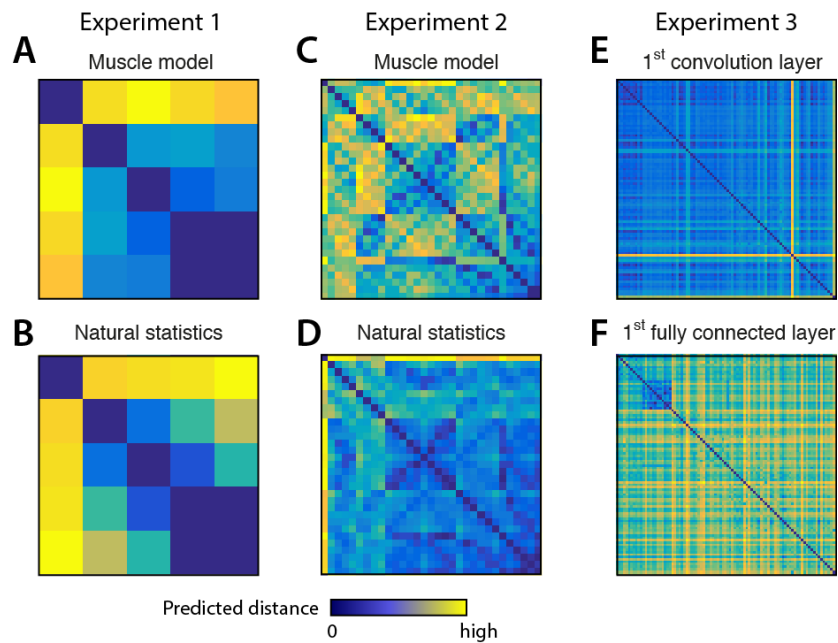 Experiment 1
Experiment 2
Experiment 3
A
Muscle model
C
Muscle model
E
1st convolution layer
B
Natural statistics
D
Natural statistics
F
1st fully connected layer
Predicted distance
0
high